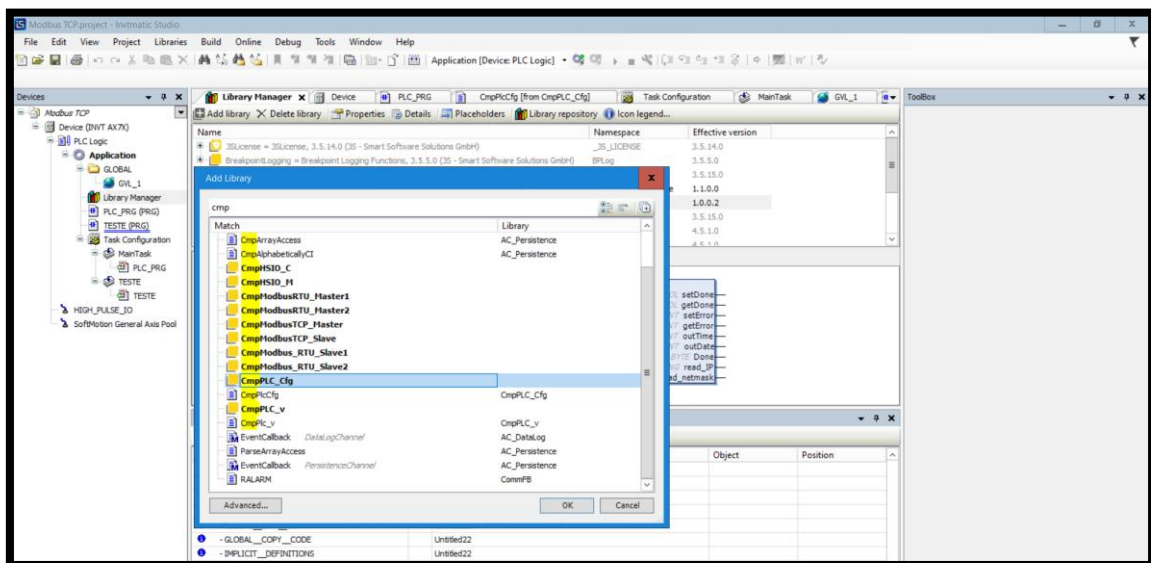 Modbus TCP.project - Invtmatic Studio
File Edit View Project Libraries Build Online Debug Tools Window Help
Application [Device: PLC Logic]
Devices
Library Manager Device PLC_PRG CmpPlcCfg [from CmpPLC_Cfg] Task Configuration MainTask GVL_1
ToolBox
Modbus TCP
Device (INVT AX7X)
PLC Logic
Application
GLOBAL
GVL_1
Library Manager
PLC_PRG (PRG)
TESTE (PRG)
Task Configuration
MainTask
PLC_PRG
TESTE
TESTE
HIGH_PULSE_IO
SoftMotion General Axis Pool
Add library Delete library Properties Details Placeholders Library repository Icon legend...
Name Namespace Effective version
3SLicense = 3SLicense, 3.5.14.0 (3S - Smart Software Solutions GmbH) _3S_LICENSE 3.5.14.0
BreakpointLogging = Breakpoint Logging Functions, 3.5.5.0 (3S - Smart Software Solutions GmbH) BPLog 3.5.5.0
3.5.15.0
1.1.0.0
1.0.0.2
3.5.15.0
4.5.1.0
4.5.1.0
Add Library
cmp
Match Library
CmpArrayAccess AC_Persistence
CmpAlphabeticallyCI AC_Persistence
CmpHSIO_C
CmpHSIO_M
CmpModbusRTU_Master1
CmpModbusRTU_Master2
CmpModbusTCP_Master
CmpModbusTCP_Slave
CmpModbus_RTU_Slave1
CmpModbus_RTU_Slave2
CmpPLC_Cfg
CmpPlcCfg CmpPLC_Cfg
CmpPLC_v
CmpPlc_v CmpPLC_v
EventCallback DataLogChannel AC_DataLog
ParseArrayAccess AC_Persistence
EventCallback PersistenceChannel AC_Persistence
RALARM CommFB
Advanced... OK Cancel
setDone
getDone
setError
getError
outTime
outDate
BYTE Done
read_IP
ad_netmask
Object Position
- GLOBAL__COPY__CODE Untitled22
- IMPLICIT__DEFINITIONS Untitled22